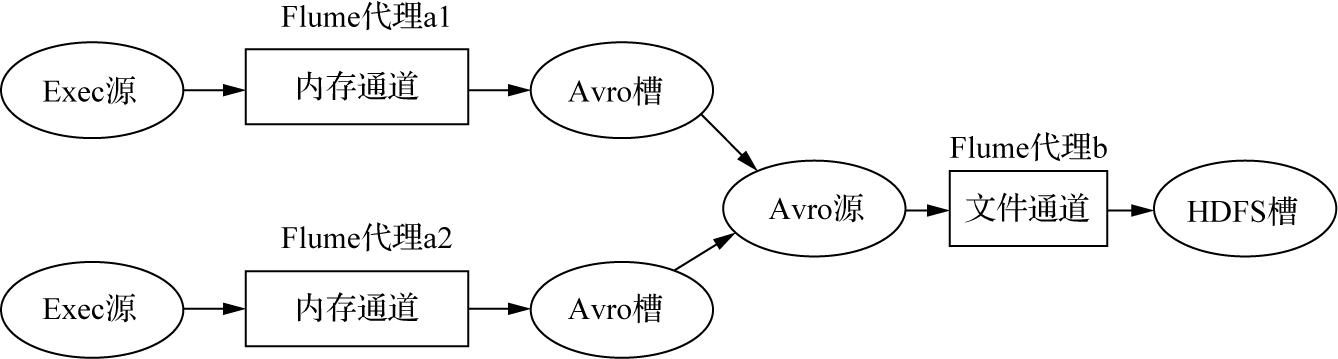 Flume代理a1
Exec源
内存通道
Avro槽
Flume代理b
Avro源
文件通道
HDFS槽
Flume代理a2
Exec源
内存通道
Avro槽